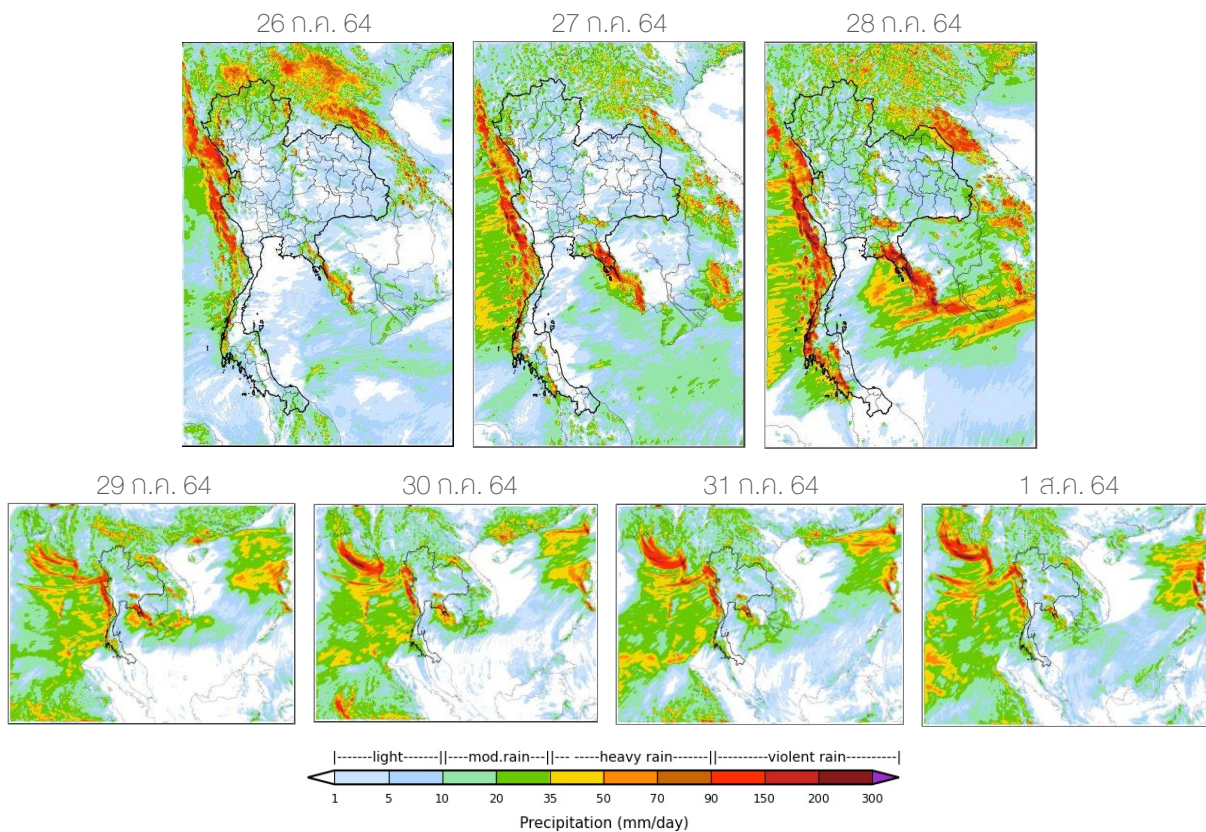 26 ก.ค. 64
27 ก.ค. 64
28 ก.ค. 64
29 ก.ค. 64
30 ก.ค. 64
31 ก.ค. 64
1 ส.ค. 64
|-------light-------||----mod.rain-||--- ------heavy rain------||---------violent rain---------|
1 5 10 20 35 50 70 90 150 200 300
Precipitation (mm/day)